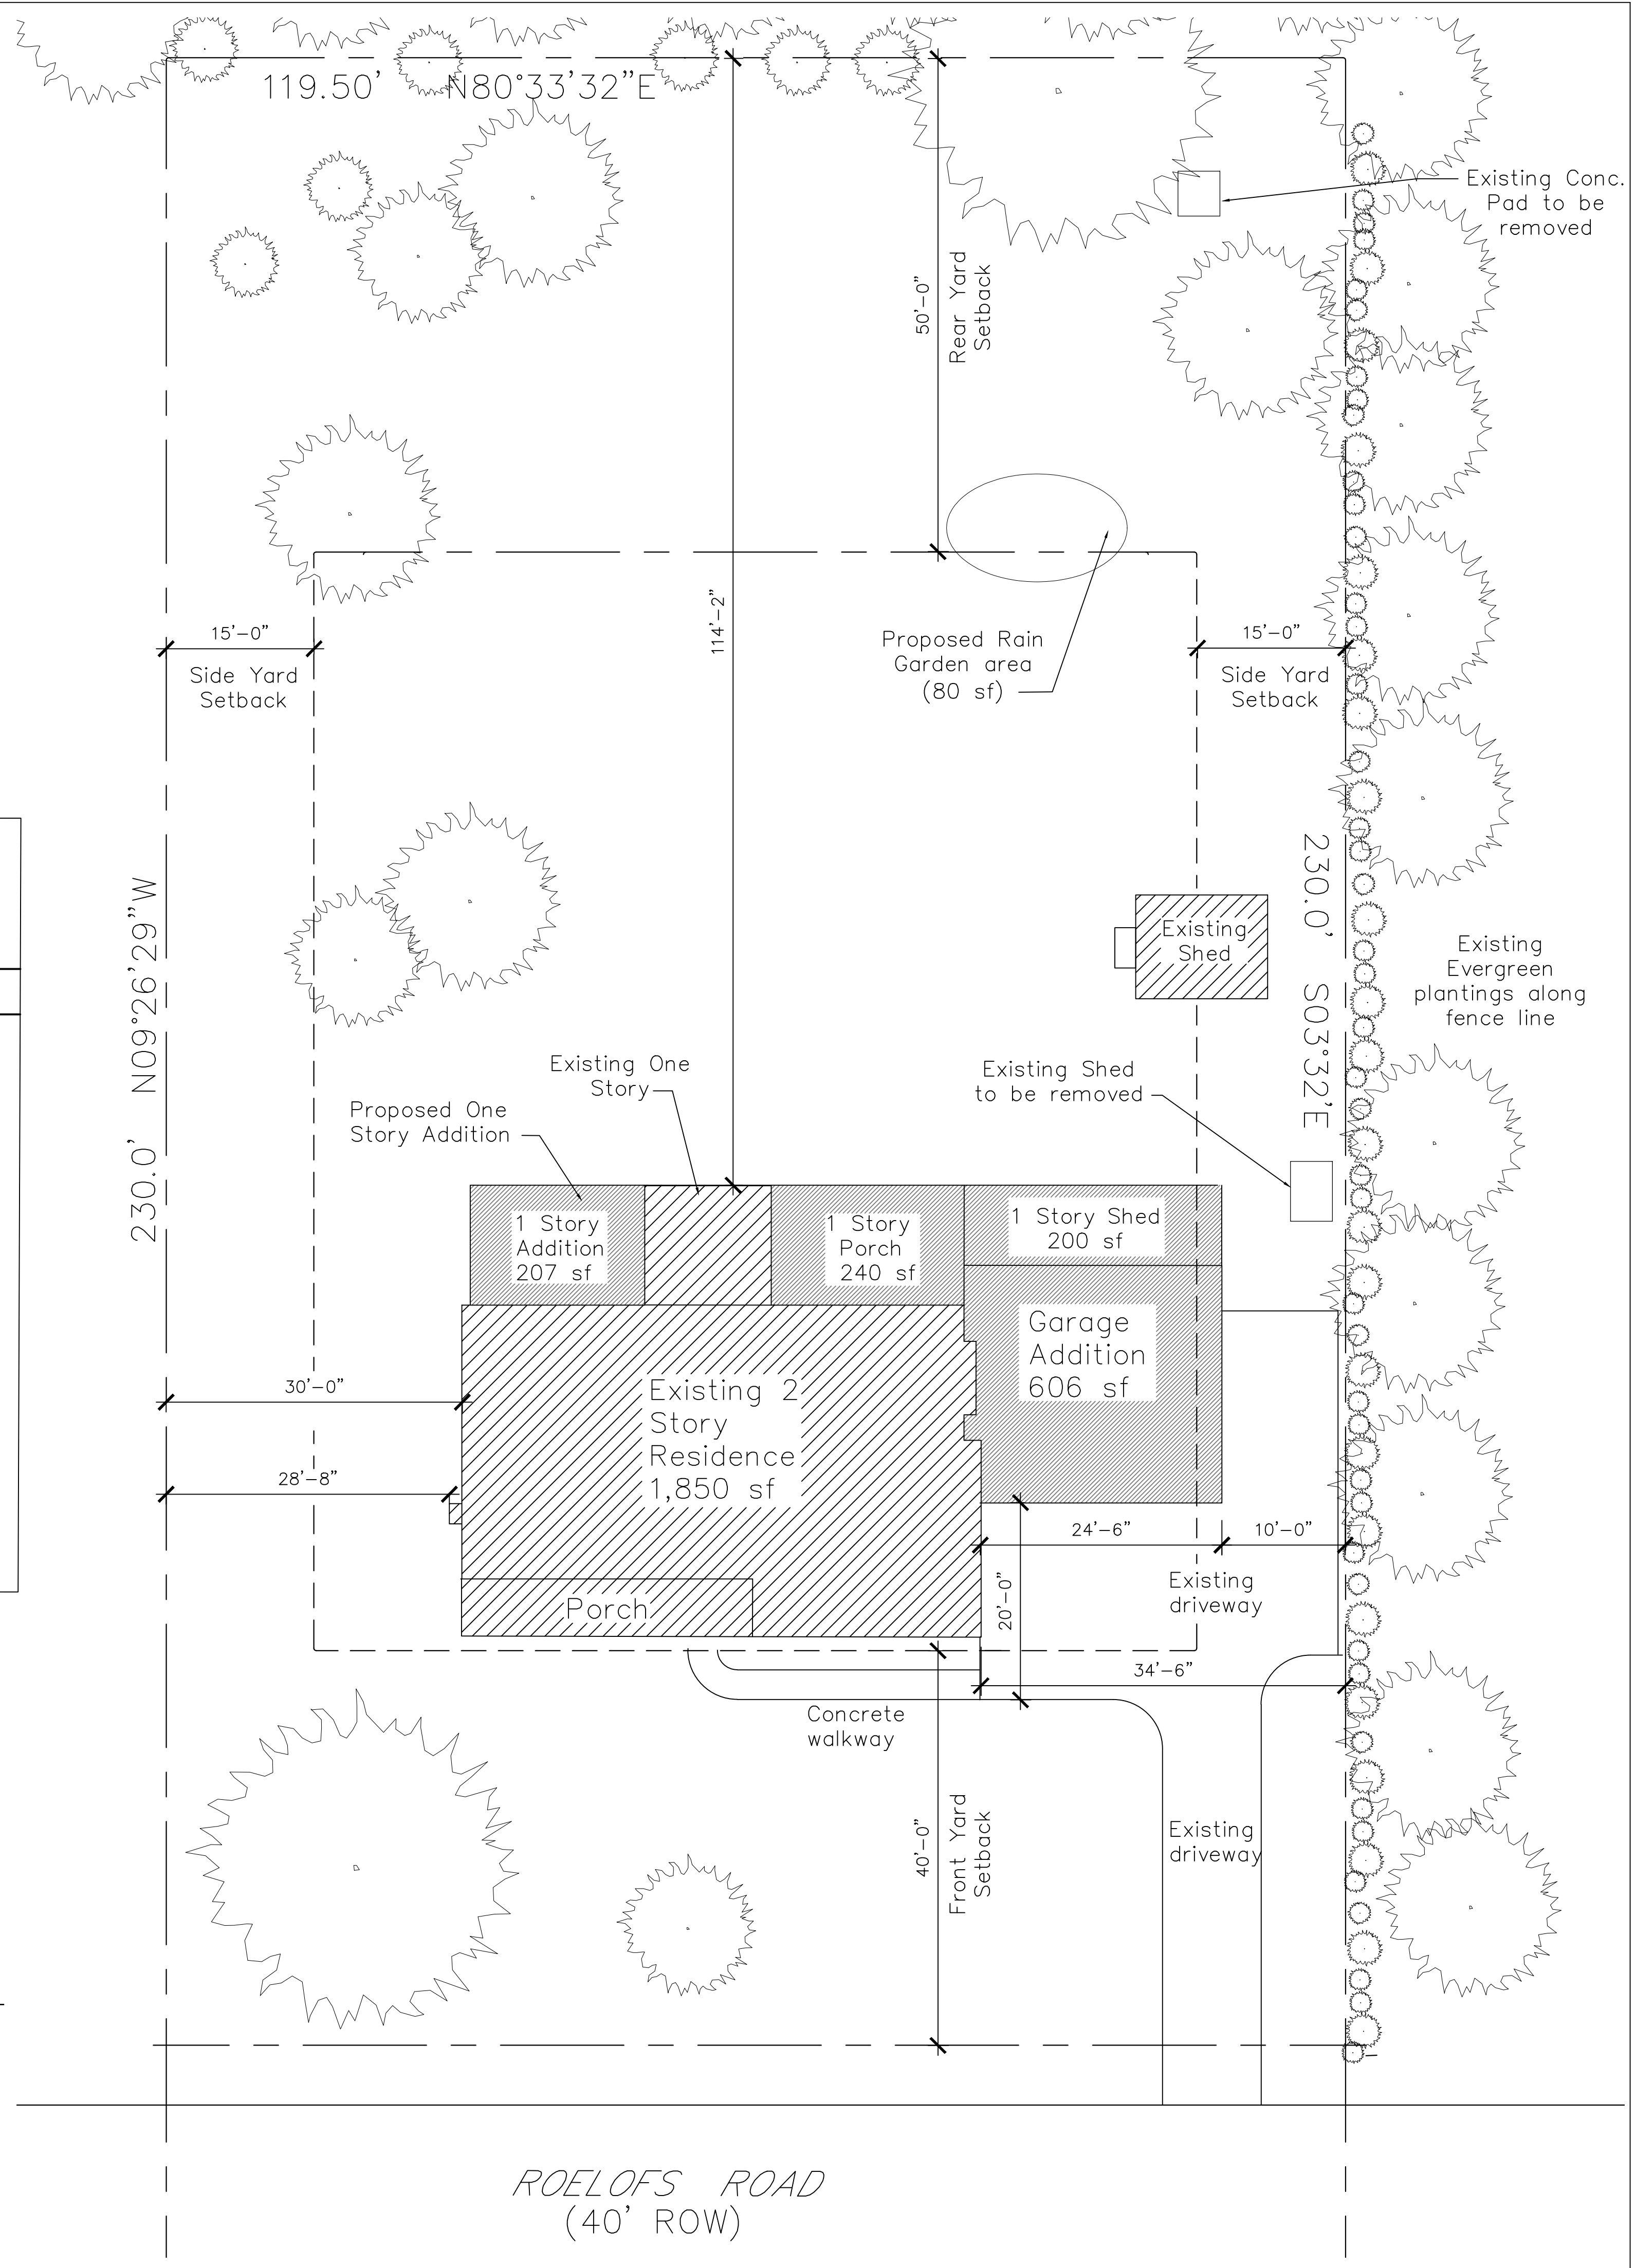 119.50' N80°33'32"E
Existing Conc.
Pad to be
removed
50'-0"
Rear Yard
Setback
114'-2"
15'-0"
Side Yard
Setback
Proposed Rain
Garden area
(80 sf)
15'-0"
Side Yard
Setback
230.0' N09°26'29"W
230.0' S03°32'E
Existing
Shed
Existing
Evergreen
plantings along
fence line
Existing One
Story
Existing Shed
to be removed
Proposed One
Story Addition
1 Story
Addition
207 sf
1 Story
Porch
240 sf
1 Story Shed
200 sf
Garage
Addition
606 sf
30'-0"
Existing 2
Story
Residence
1,850 sf
28'-8"
24'-6"
10'-0"
20'-0"
Existing
driveway
Porch
34'-6"
Concrete
walkway
40'-0"
Front Yard
Setback
Existing
driveway
ROELOFS ROAD
(40' ROW)